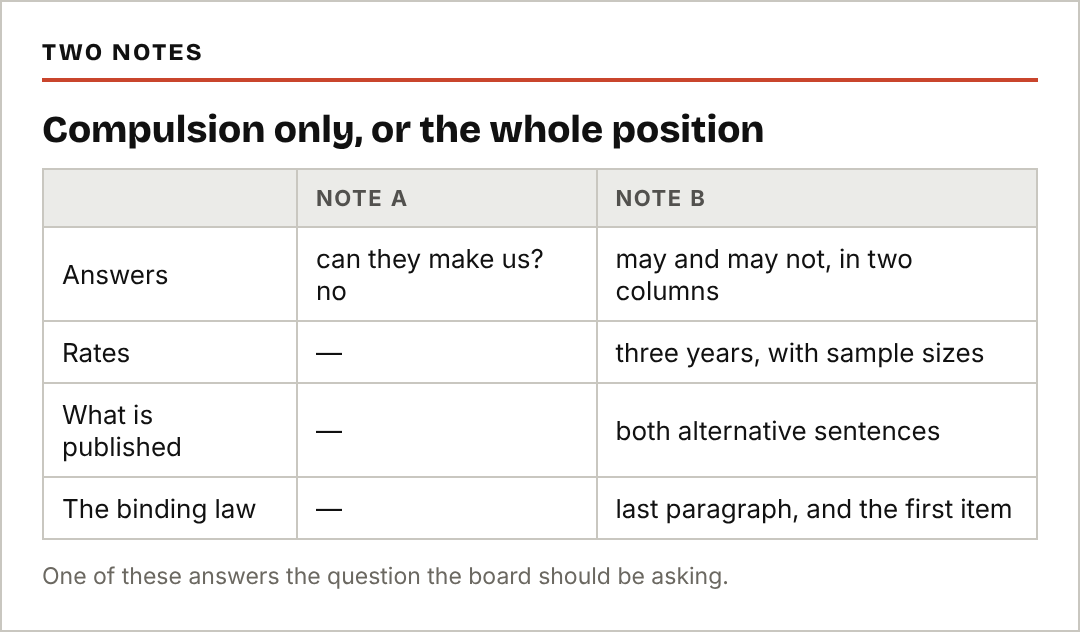 TWO NOTES
Compulsion only, or the whole position
NOTE A
NOTE B
Answers
can they make us?
no
may and may not, in two
columns
Rates
—
three years, with sample sizes
What is
published
—
both alternative sentences
The binding law
—
last paragraph, and the first item
One of these answers the question the board should be asking.